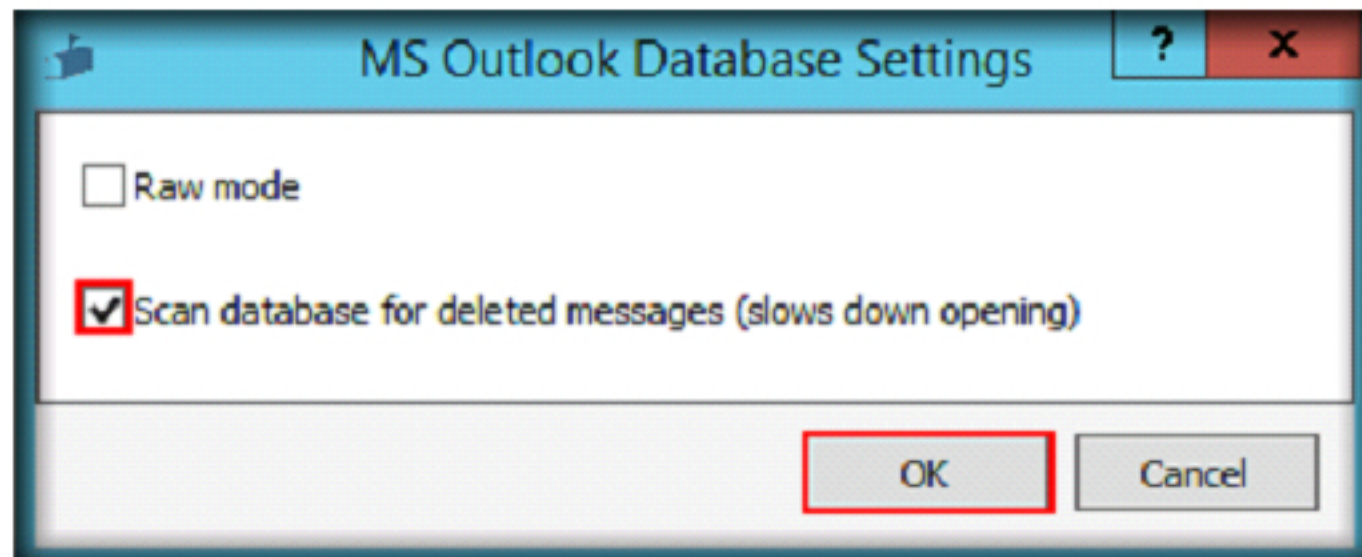 MS Outlook Database Settings
?
x
Raw mode
Scan database for deleted messages (slows down opening)
OK
Cancel